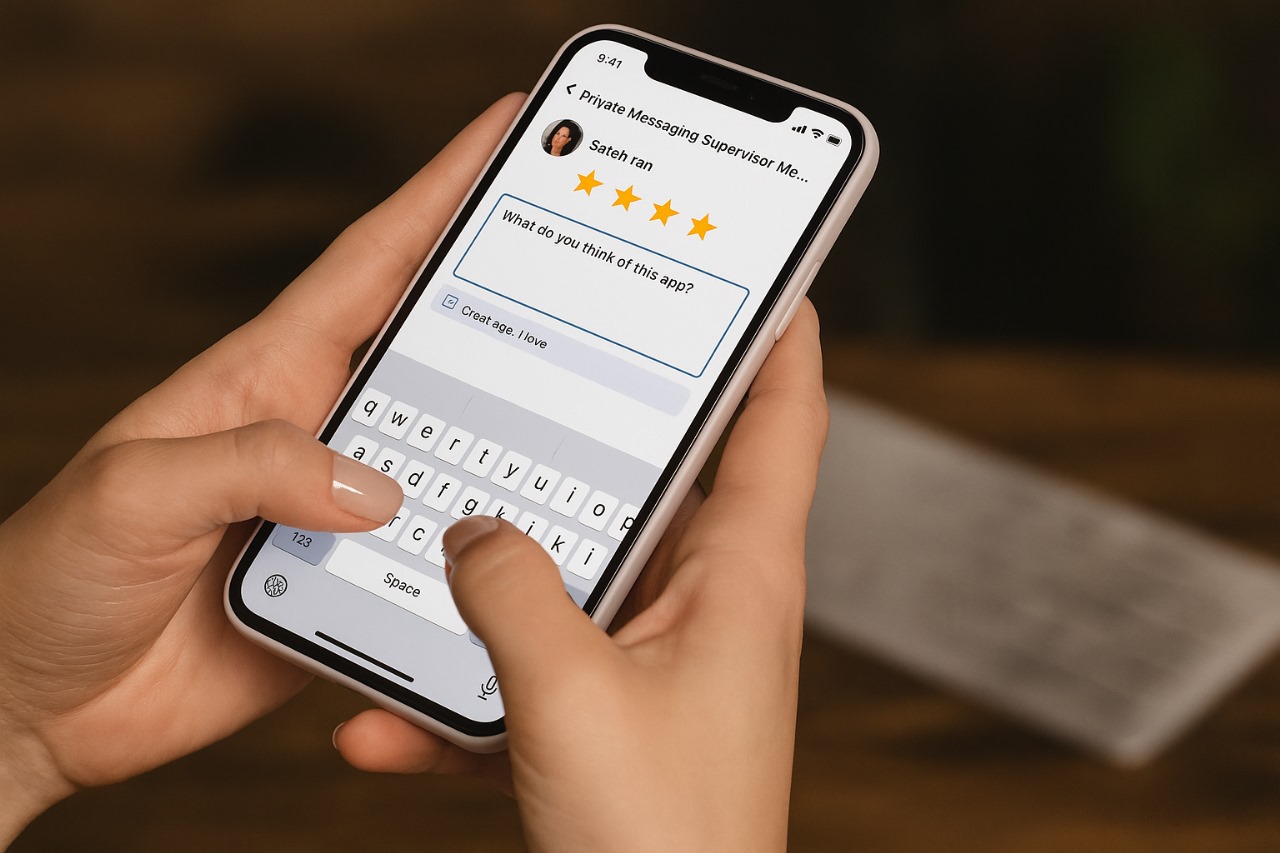 9:41
Private Messaging Supervisor Me...
Sateh ran
What do you think of this app?
Creat age. I love
q w e r t y u i o p
a s d f g k i k i
r c
123
Space